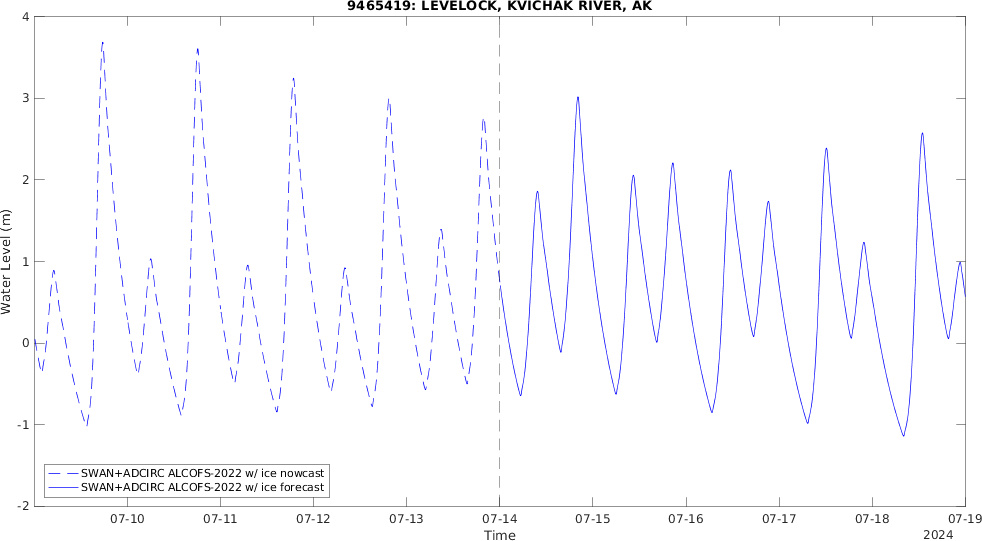 9465419: LEVELOCK, KVICHAK RIVER, AK
4
3
2
1
0
-1
-2
Water Level (m)
SWAN+ADCIRC ALCOFS-2022 w/ ice nowcast
SWAN+ADCIRC ALCOFS-2022 w/ ice forecast
07-10 07-11 07-12 07-13 07-14 07-15 07-16 07-17 07-18 07-19
Time
2024